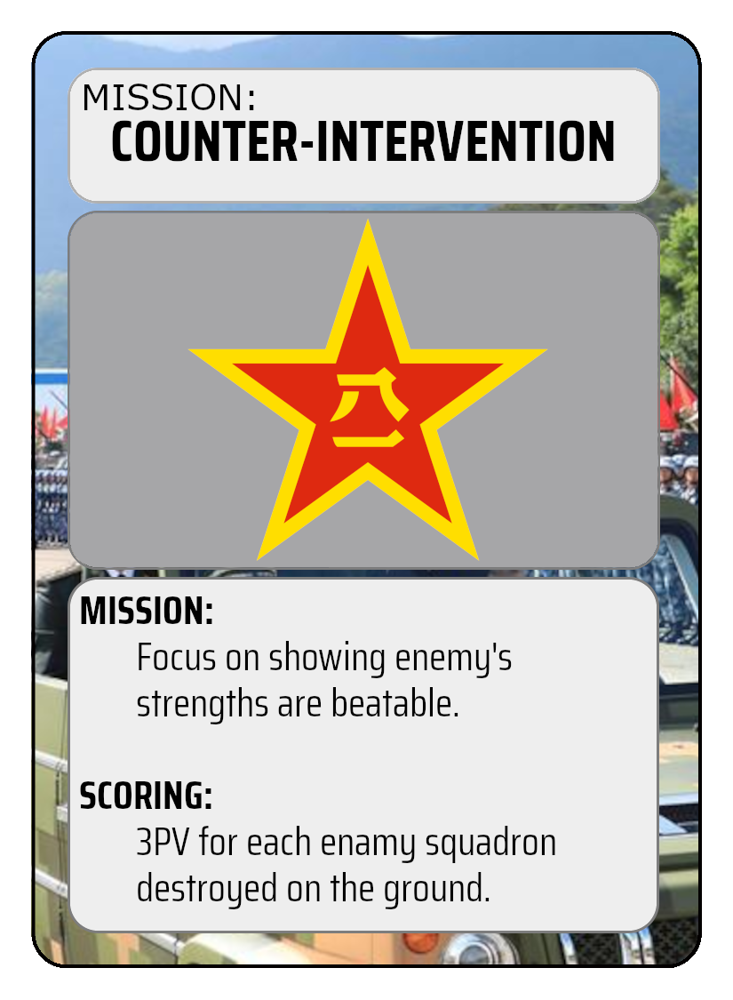 MISSION:
COUNTER-INTERVENTION
八一
MISSION:
Focus on showing enemy's
strengths are beatable.
SCORING:
3PV for each enamy squadron
destroyed on the ground.